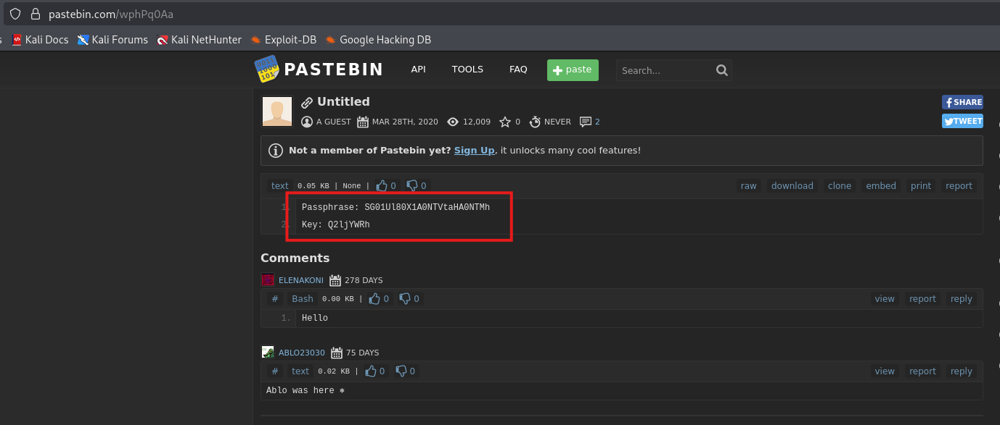 pastebin.com/wphPq0Aa
s Kali Docs Kali Forums Kali NetHunter Exploit-DB Google Hacking DB
PASTEBIN API TOOLS FAQ paste Search...
Untitled
SHARE
A GUEST MAR 28TH, 2020 12,009 0 NEVER 2
TWEET
Not a member of Pastebin yet? Sign Up, it unlocks many cool features!
text 0.05 KB | None | 0 0 raw download clone embed print report
1. Passphrase: SG01Ul80X1A0NTVtaHA0NTMh
2. Key: Q2ljYWRh
Comments
ELENAKONI 278 DAYS
# Bash 0.00 KB | 0 0 view report reply
1. Hello
ABLO23030 75 DAYS
# text 0.02 KB | 0 0 view report reply
Ablo was here ❄